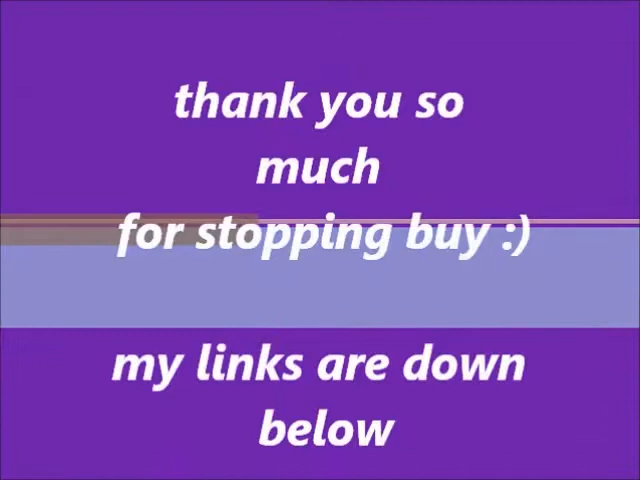 thank you so
much
for stopping buy :)
my links are down
below